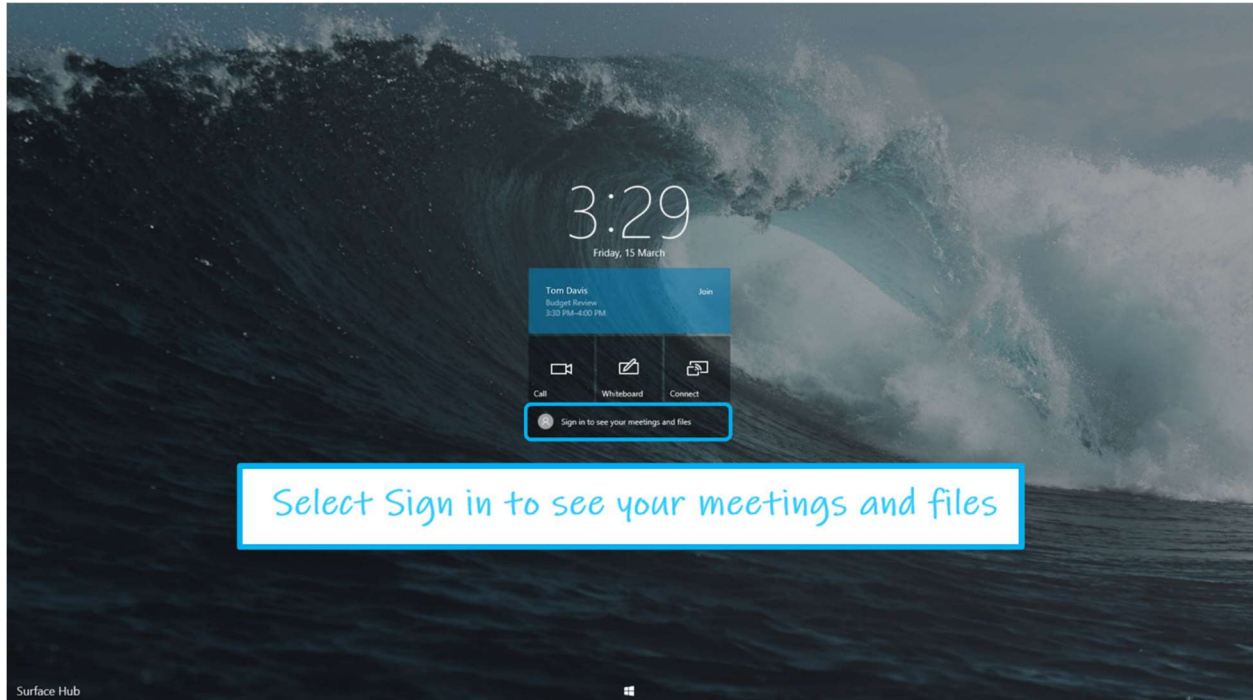 3:29
Friday, 15 March
Tom Davis
Join
Budget Review
3:30 PM–4:00 PM
Call
Whiteboard
Connect
Sign in to see your meetings and files
Select Sign in to see your meetings and files
Surface Hub